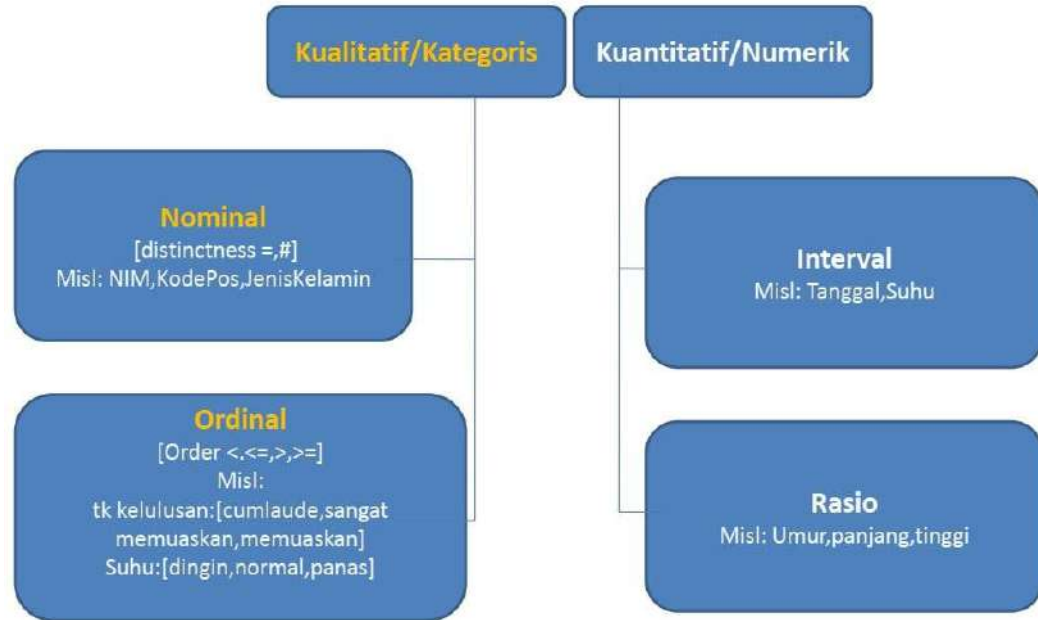 Kualitatif/Kategoris
Kuantitatif/Numerik
Nominal
[distinctness =,#]
Misl: NIM,KodePos,JenisKelamin
Interval
Misl: Tanggal,Suhu
Ordinal
[Order <.<=,>,>=]
Misl:
tk kelulusan:[cumlaude,sangat
memuaskan,memuaskan]
Suhu:[dingin,normal,panas]
Rasio
Misl: Umur,panjang,tinggi